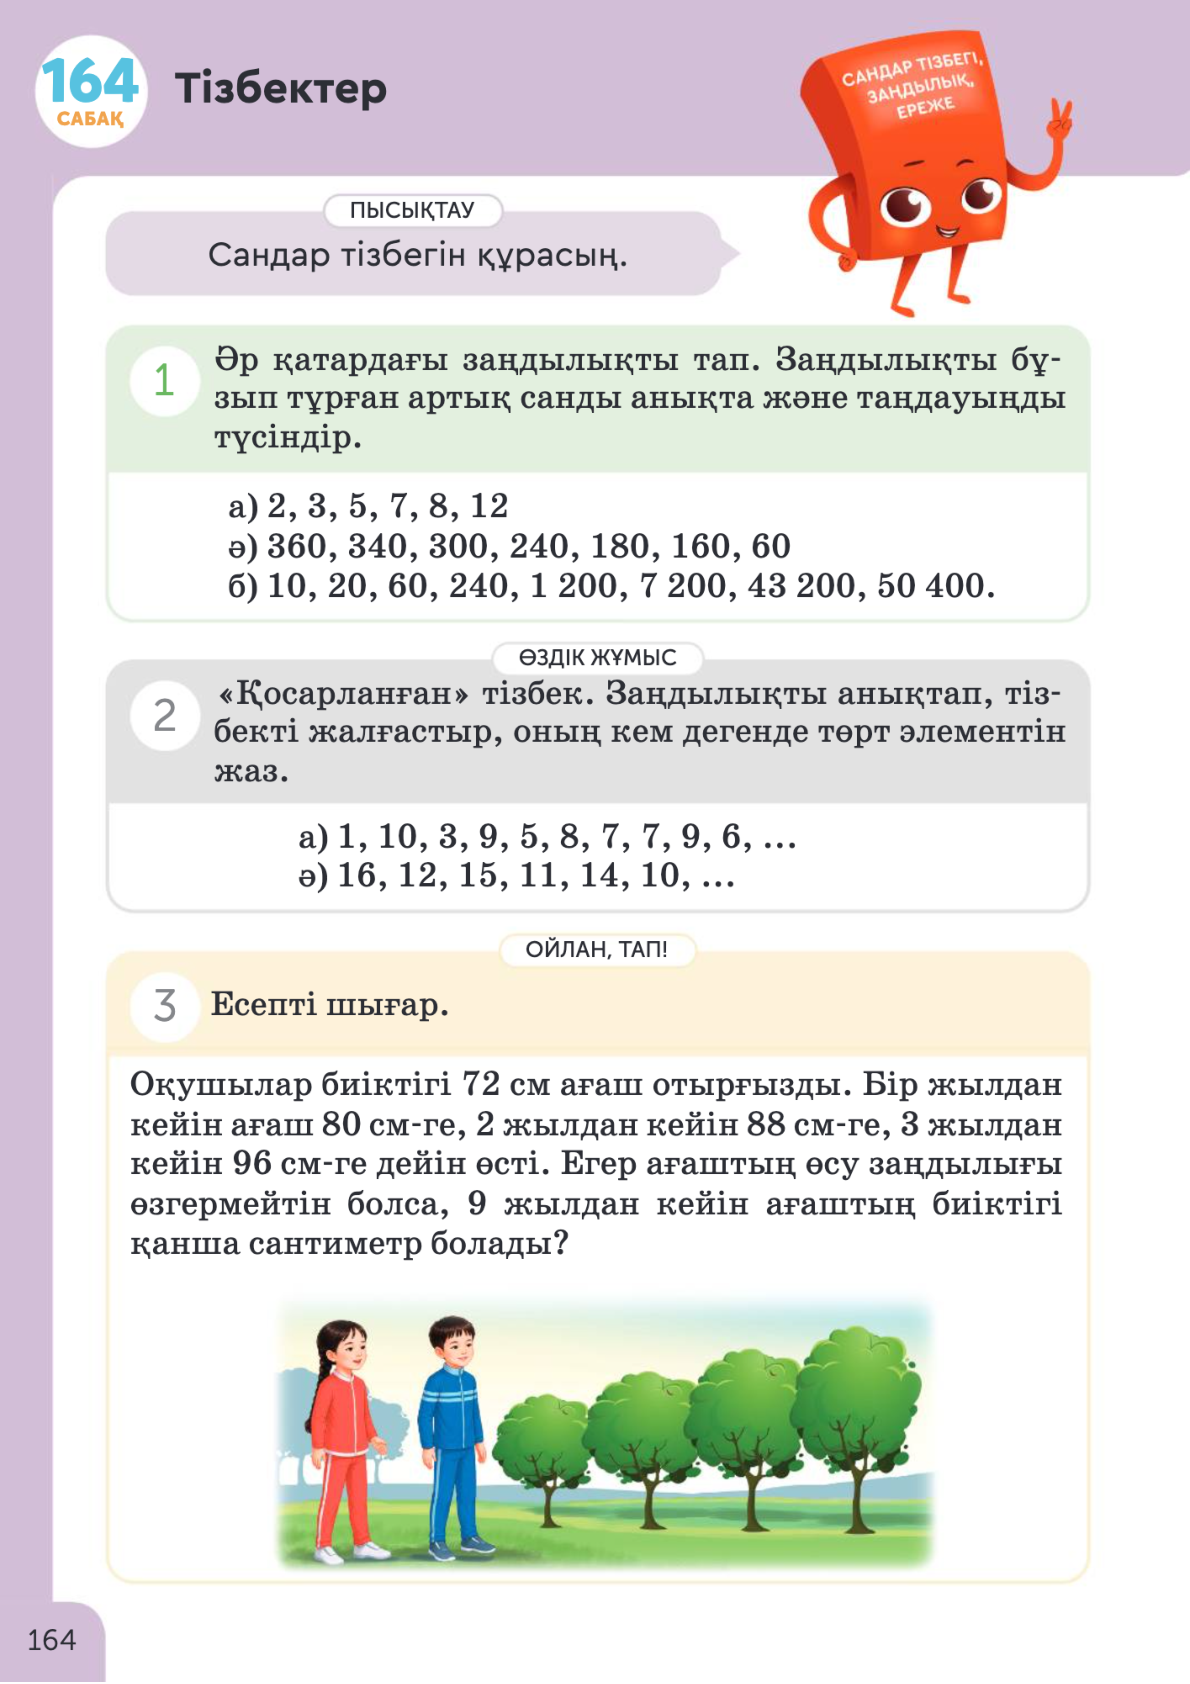 164
САБАҚ
Тізбектер
САНДАР ТІЗБЕГІ,
ЗАҢДЫЛЫҚ,
ЕРЕЖЕ
ПЫСЫҚТАУ
Сандар тізбегін құрасың.
1
Әр қатардағы заңдылықты тап. Заңдылықты бұ-
зып тұрған артық санды анықта және таңдауыңды
түсіндір.
а) 2, 3, 5, 7, 8, 12
ә) 360, 340, 300, 240, 180, 160, 60
б) 10, 20, 60, 240, 1 200, 7 200, 43 200, 50 400.
ӨЗДІК ЖҰМЫС
2
«Қосарланған» тізбек. Заңдылықты анықтап, тіз-
бекті жалғастыр, оның кем дегенде төрт элементін
жаз.
а) 1, 10, 3, 9, 5, 8, 7, 7, 9, 6, ...
ә) 16, 12, 15, 11, 14, 10, ...
ОЙЛАН, ТАП!
3
Есепті шығар.
Оқушылар биіктігі 72 см ағаш отырғызды. Бір жылдан
кейін ағаш 80 см-ге, 2 жылдан кейін 88 см-ге, 3 жылдан
кейін 96 см-ге дейін өсті. Егер ағаштың өсу заңдылығы
өзгермейтін болса, 9 жылдан кейін ағаштың биіктігі
қанша сантиметр болады?
164